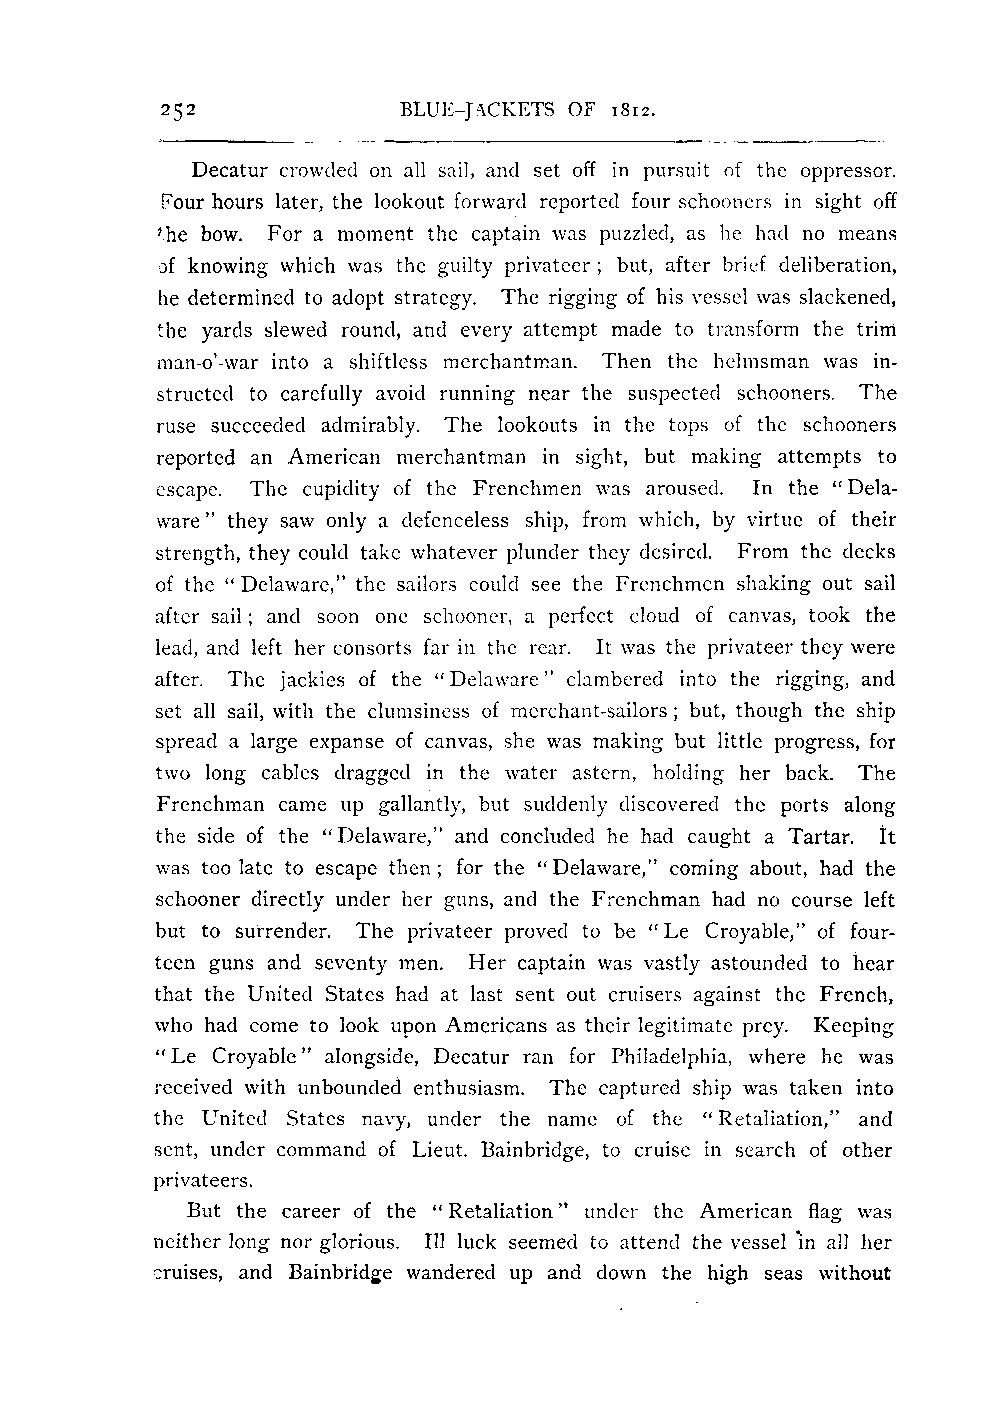 252 BLUE-JACKETS OF 1812.
Decatur crowded on all sail, and set off in pursuit of the oppressor.
Four hours later, the lookout forward reported four schooners in sight off
the bow. For a moment the captain was puzzled, as he had no means
of knowing which was the guilty privateer; but, after brief deliberation,
he determined to adopt strategy. The rigging of his vessel was slackened,
the yards slewed round, and every attempt made to transform the trim
man-o'-war into a shiftless merchantman. Then the helmsman was in-
structed to carefully avoid running near the suspected schooners. The
ruse succeeded admirably. The lookouts in the tops of the schooners
reported an American merchantman in sight, but making attempts to
escape. The cupidity of the Frenchmen was aroused. In the "Dela-
ware" they saw only a defenceless ship, from which, by virtue of their
strength, they could take whatever plunder they desired. From the decks
of the "Delaware," the sailors could see the Frenchmen shaking out sail
after sail; and soon one schooner, a perfect cloud of canvas, took the
lead, and left her consorts far in the rear. It was the privateer they were
after. The jackies of the "Delaware" clambered into the rigging, and
set all sail, with the clumsiness of merchant-sailors; but, though the ship
spread a large expanse of canvas, she was making but little progress, for
two long cables dragged in the water astern, holding her back. The
Frenchman came up gallantly, but suddenly discovered the ports along
the side of the "Delaware," and concluded he had caught a Tartar. It
was too late to escape then; for the "Delaware," coming about, had the
schooner directly under her guns, and the Frenchman had no course left
but to surrender. The privateer proved to be "Le Croyable," of four-
teen guns and seventy men. Her captain was vastly astounded to hear
that the United States had at last sent out cruisers against the French,
who had come to look upon Americans as their legitimate prey. Keeping
"Le Croyable" alongside, Decatur ran for Philadelphia, where he was
received with unbounded enthusiasm. The captured ship was taken into
the United States navy, under the name of the "Retaliation," and
sent, under command of Lieut. Bainbridge, to cruise in search of other
privateers.
But the career of the "Retaliation" under the American flag was
neither long nor glorious. Ill luck seemed to attend the vessel in all her
cruises, and Bainbridge wandered up and down the high seas without